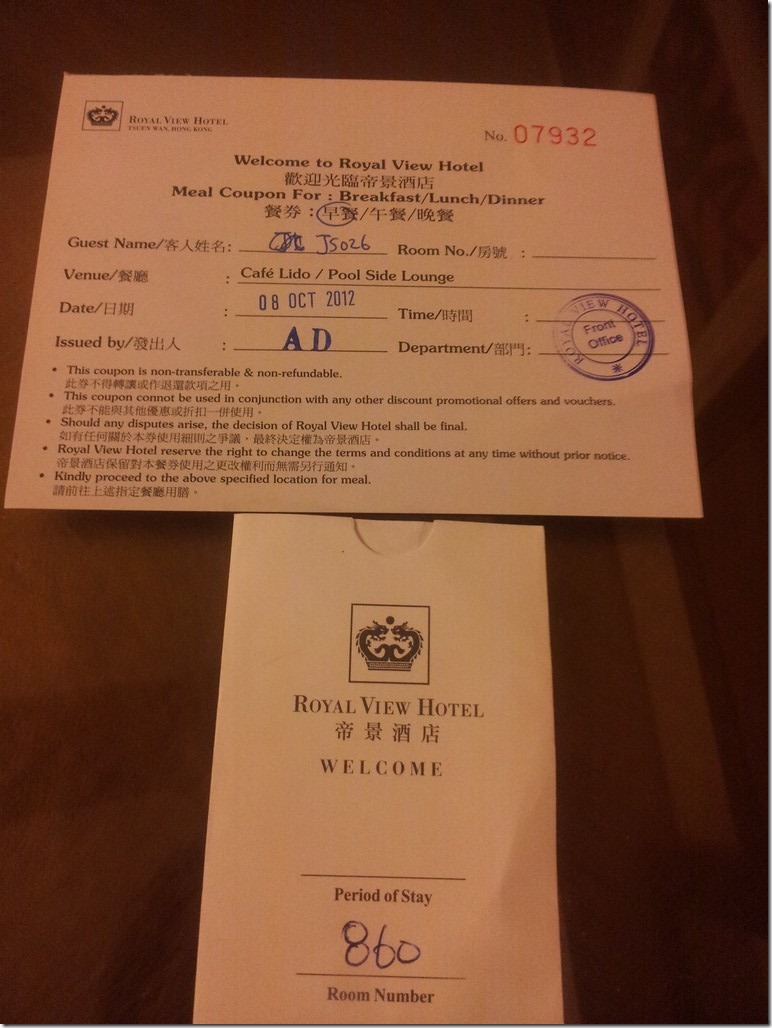 ROYAL VIEW HOTEL
TSUEN WAN, HONG KONG
No. 07932
Welcome to Royal View Hotel
歡迎光臨帝景酒店
Meal Coupon For : Breakfast/Lunch/Dinner
餐券：早餐/午餐/晚餐
Guest Name/客人姓名: JS026 Room No./房號 :
Venue/餐廳 : Café Lido / Pool Side Lounge
Date/日期 : 08 OCT 2012 Time/時間 :
Issued by/發出人 : AD Department/部門:
ROYAL VIEW HOTEL
Front
Office
• This coupon is non-transferable & non-refundable.
此券不得轉讓或作退還款項之用。
• This coupon connot be used in conjunction with any other discount promotional offers and vouchers.
此券不能與其他優惠或折扣一併使用。
• Should any disputes arise, the decision of Royal View Hotel shall be final.
如有任何關於本券使用細則之爭議，最終決定權為帝景酒店。
• Royal View Hotel reserve the right to change the terms and conditions at any time without prior notice.
帝景酒店保留對本餐券使用之更改權利而無需另行通知。
• Kindly proceed to the above specified location for meal.
請前往上述指定餐廳用膳。
ROYAL VIEW HOTEL
帝景酒店
WELCOME
Period of Stay
860
Room Number